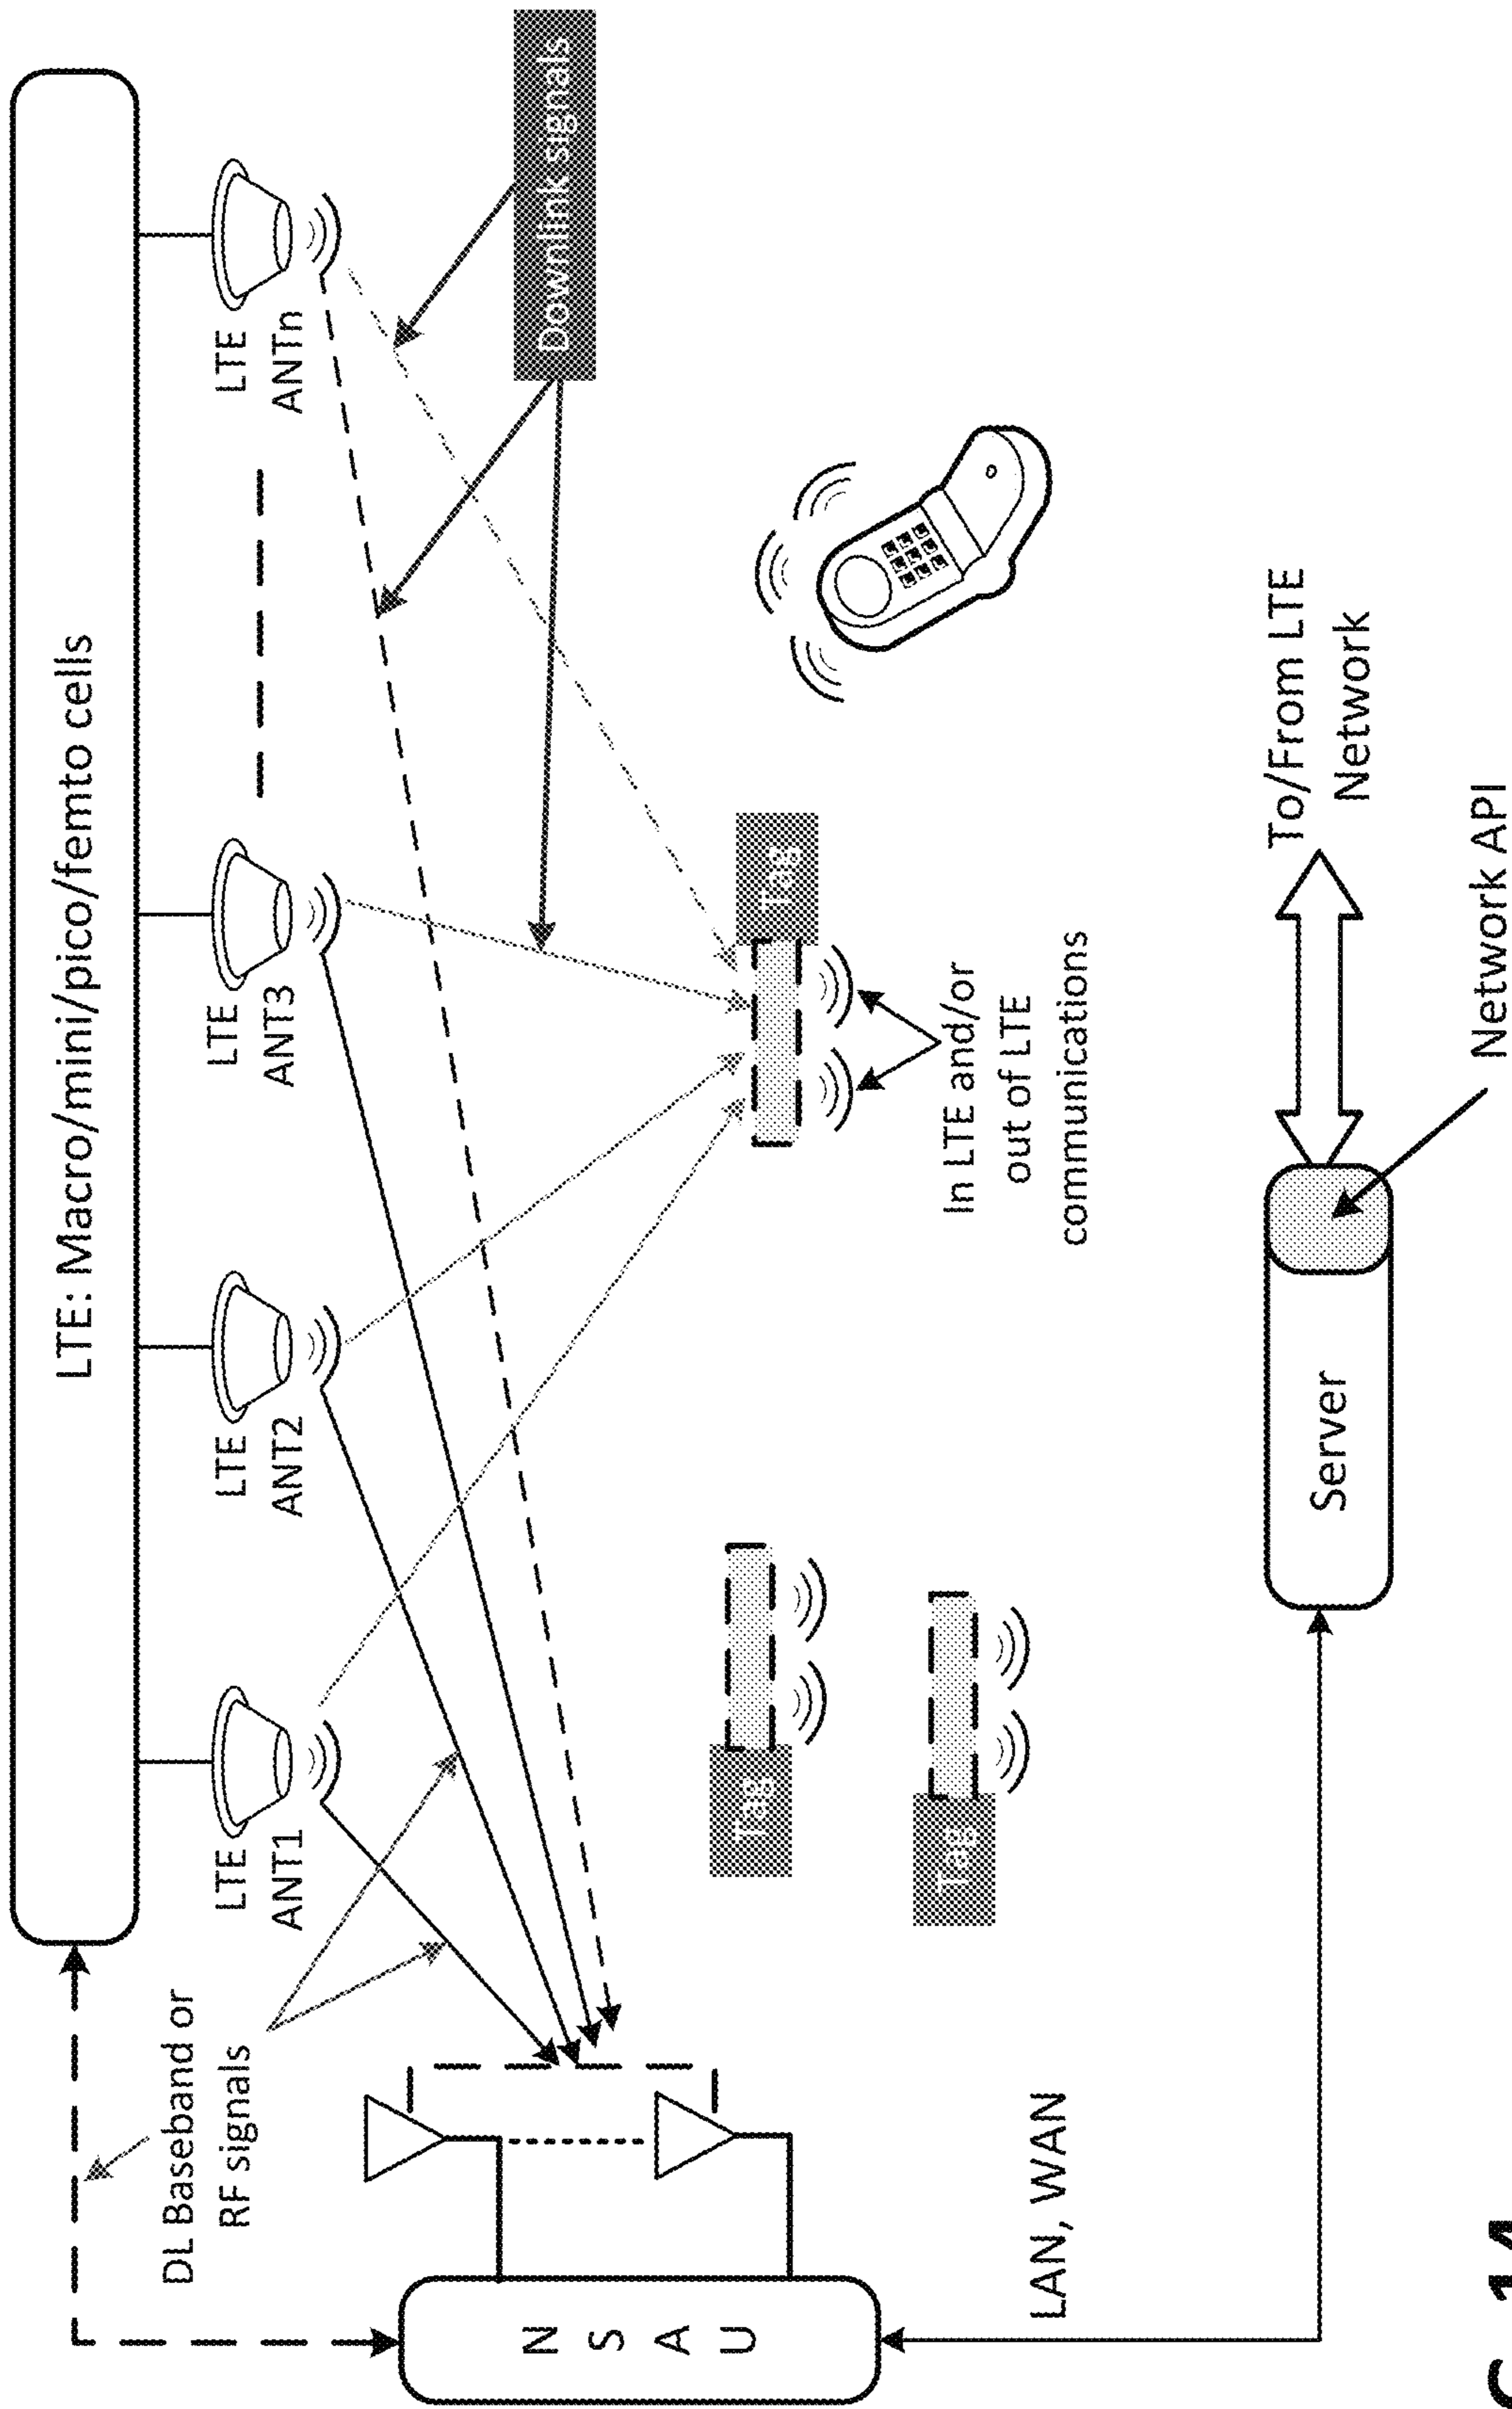 LTE: Macro/mini/pico/femto cells
DL Baseband or
RF signals
LTE
ANT1
LTE
ANT2
LTE
ANT3
LTE
ANTn
Downlink signals
N
S
A
U
Tag
Tag
Tag
In LTE and/or
out of LTE
communications
LAN, WAN
Server
To/From LTE
Network
Network API